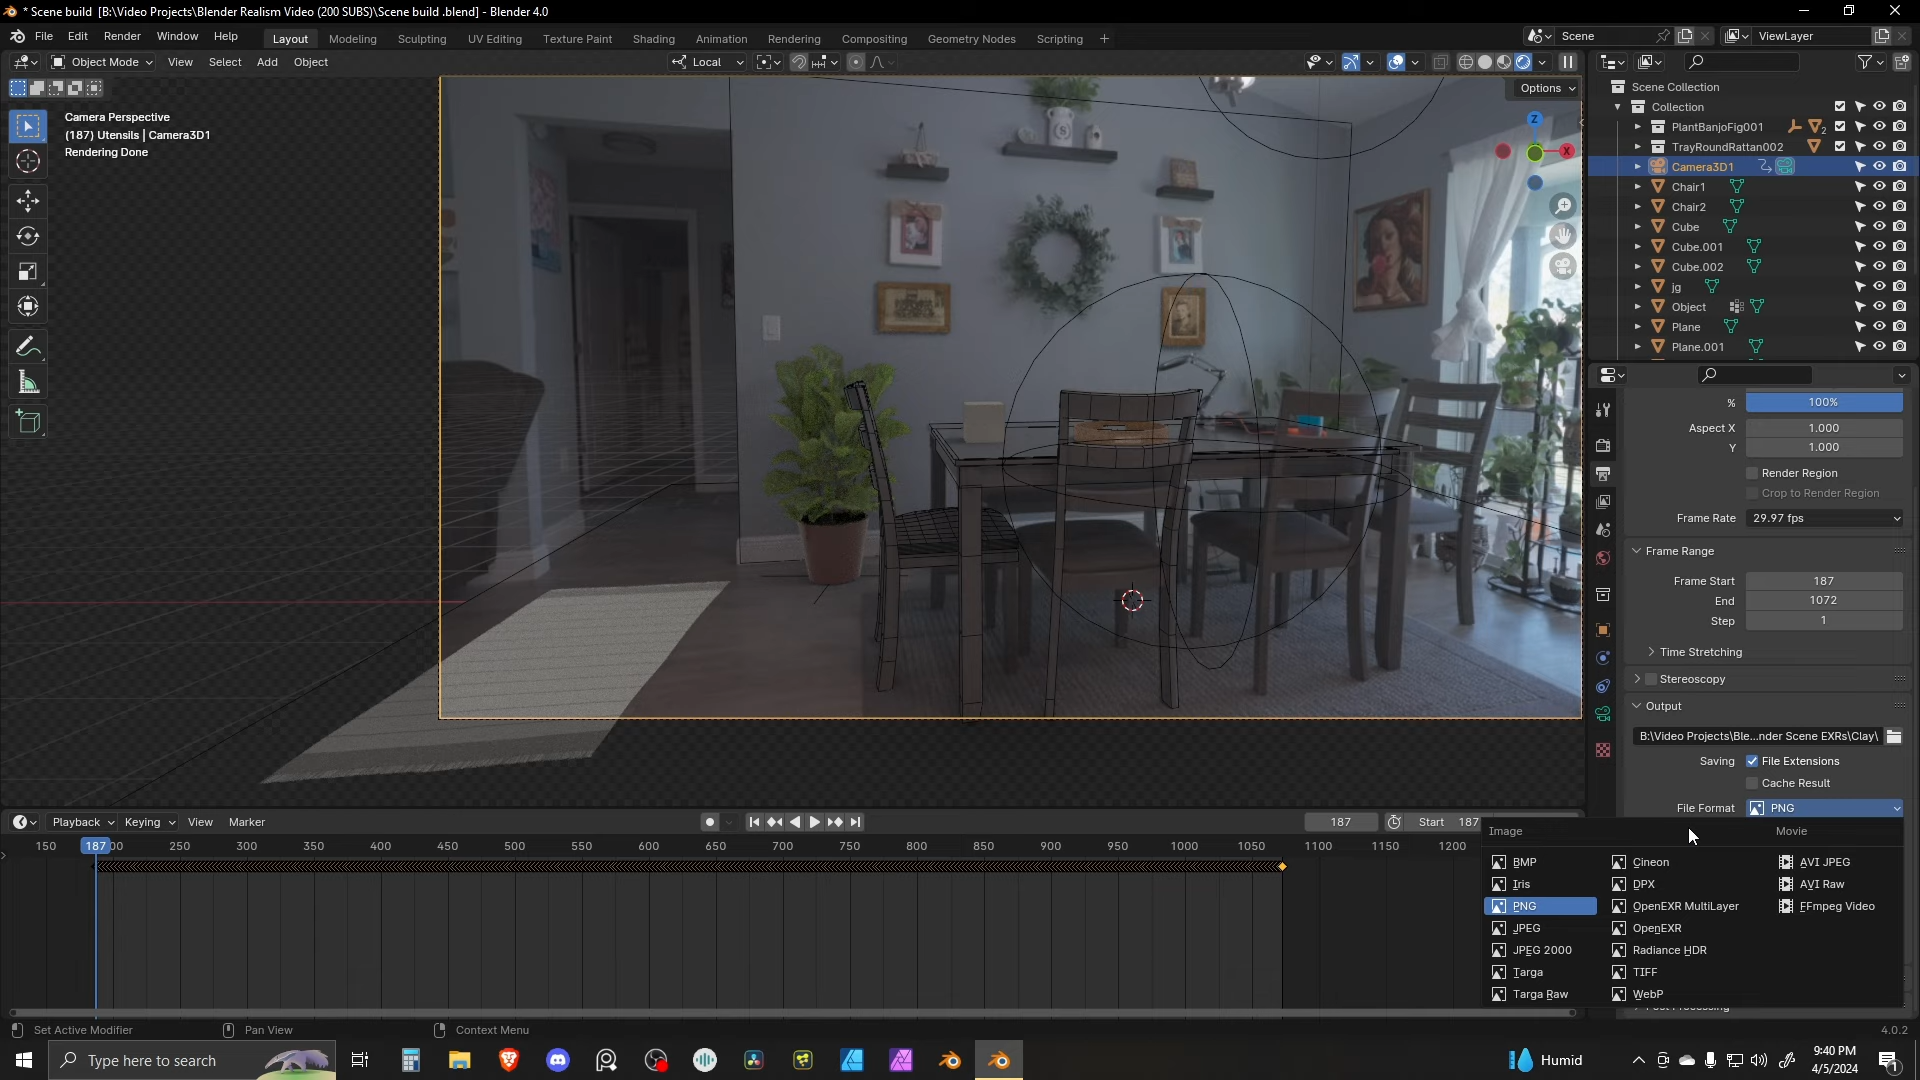 * Scene build  [B:\Video Projects\Blender Realism Video (200 SUBS)\Scene build .blend] - Blender 4.0
File Edit Render Window Help Layout Modeling Sculpting UV Editing Texture Paint Shading Animation Rendering Compositing Geometry Nodes Scripting + Scene ViewLayer
Object Mode View Select Add Object Local
Options
Camera Perspective
(187) Utensils | Camera3D1
Rendering Done
Z
X
Scene Collection
Collection
PlantBanjoFig001 2
TrayRoundRattan002
Camera3D1
Chair1
Chair2
Cube
Cube.001
Cube.002
jg
Object
Plane
Plane.001
% 100%
Aspect X 1.000
Y 1.000
Render Region
Crop to Render Region
Frame Rate 29.97 fps
Frame Range
Frame Start 187
End 1072
Step 1
Time Stretching
Stereoscopy
Output
B:\Video Projects\Ble...nder Scene EXRs\Clay\
Saving File Extensions
Cache Result
File Format PNG
Image Movie
BMP Cineon AVI JPEG
Iris DPX AVI Raw
PNG OpenEXR MultiLayer FFmpeg Video
JPEG OpenEXR
JPEG 2000 Radiance HDR
Targa TIFF
Targa Raw WebP
Playback Keying View Marker 187 Start 187
150 187 00 250 300 350 400 450 500 550 600 650 700 750 800 850 900 950 1000 1050 1100 1150 1200
Set Active Modifier Pan View Context Menu 4.0.2
Type here to search Humid 9:40 PM
4/5/2024
1